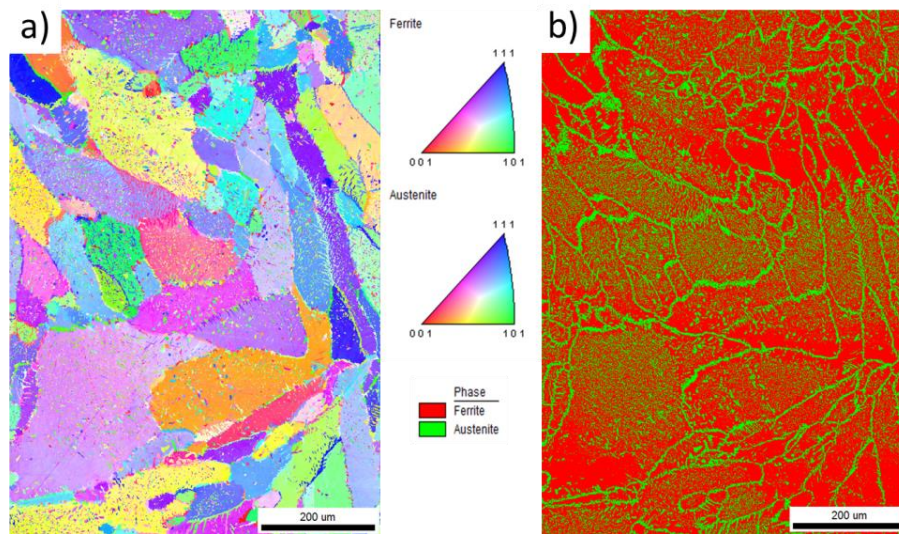 a)
Ferrite
1 1 1
0 0 1
1 0 1
Austenite
1 1 1
0 0 1
1 0 1
Phase
Ferrite
Austenite
200 um
b)
200 um